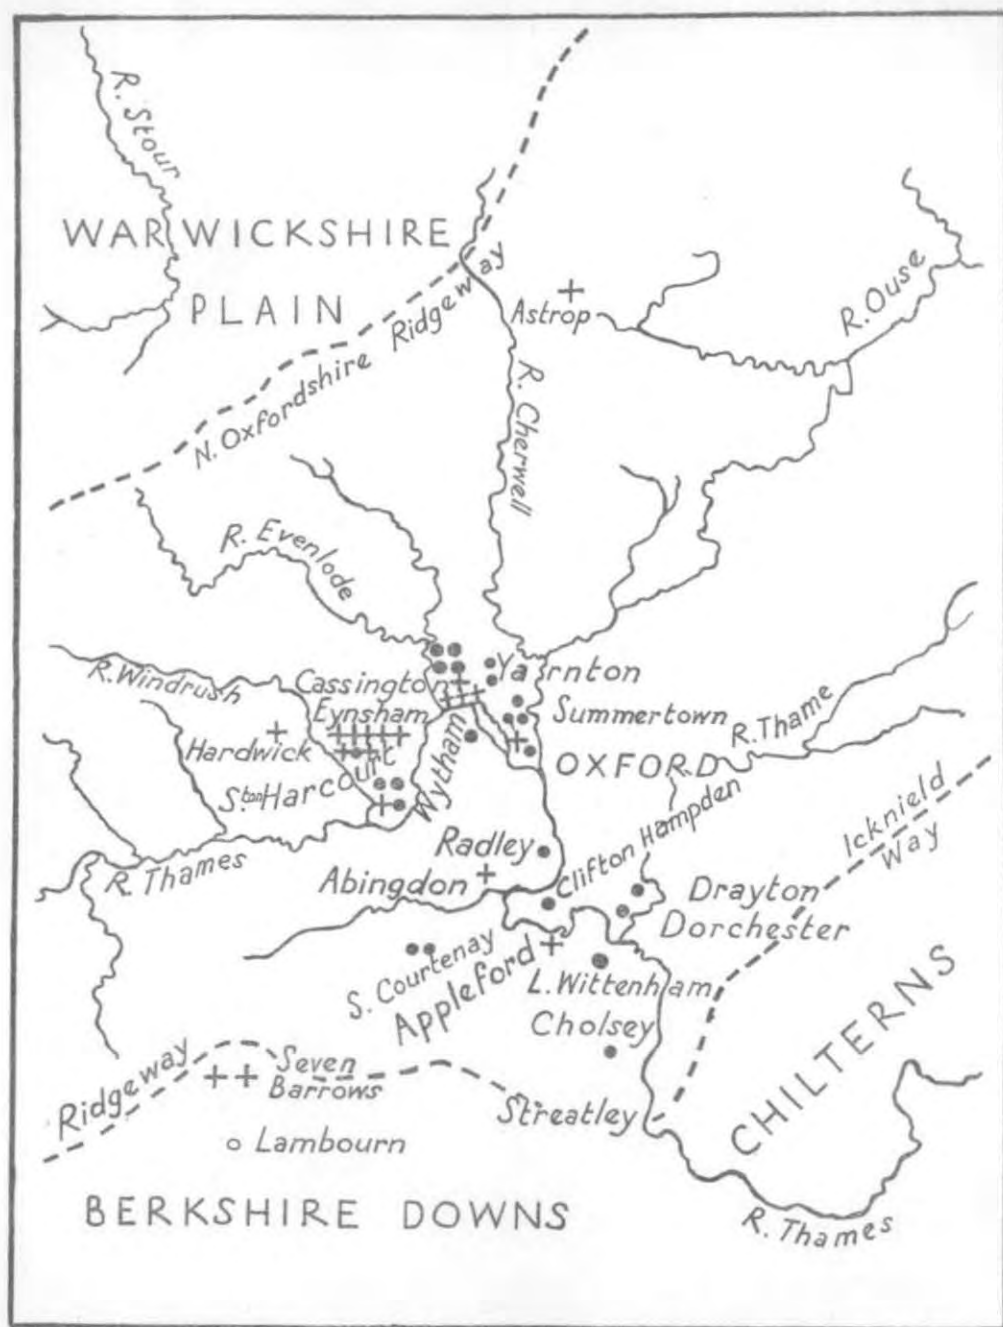 R. Stour
WARWICKSHIRE
PLAIN
N. Oxfordshire Ridgeway
Astrop
R. Ouse
R. Cherwell
R. Evenlode
R. Windrush
Cassington
Yarnton
Eynsham
Summertown
Hardwick
Wytham
OXFORD
R. Thame
Ston Harcourt
Icknield
Way
R. Thames
Radley
Abingdon
Clifton Hampden
Drayton
Dorchester
S. Courtenay
Appleford
L. Wittenham
Cholsey
CHILTERNS
Ridgeway
Seven
Barrows
Streatley
Lambourn
BERKSHIRE DOWNS
R. Thames